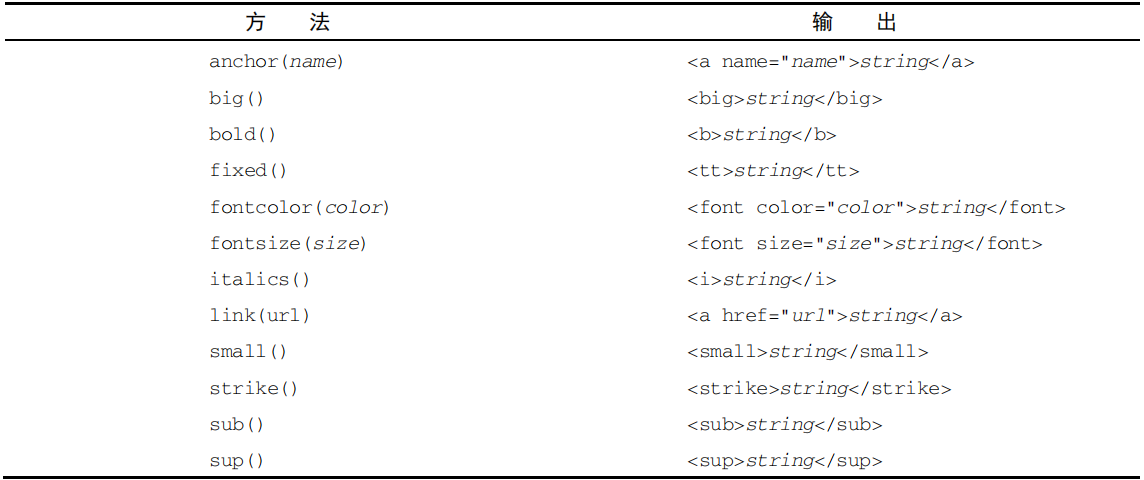 方 法 输 出
anchor(name) <a name="name">string</a>
big() <big>string</big>
bold() <b>string</b>
fixed() <tt>string</tt>
fontcolor(color) <font color="color">string</font>
fontsize(size) <font size="size">string</font>
italics() <i>string</i>
link(url) <a href="url">string</a>
small() <small>string</small>
strike() <strike>string</strike>
sub() <sub>string</sub>
sup() <sup>string</sup>